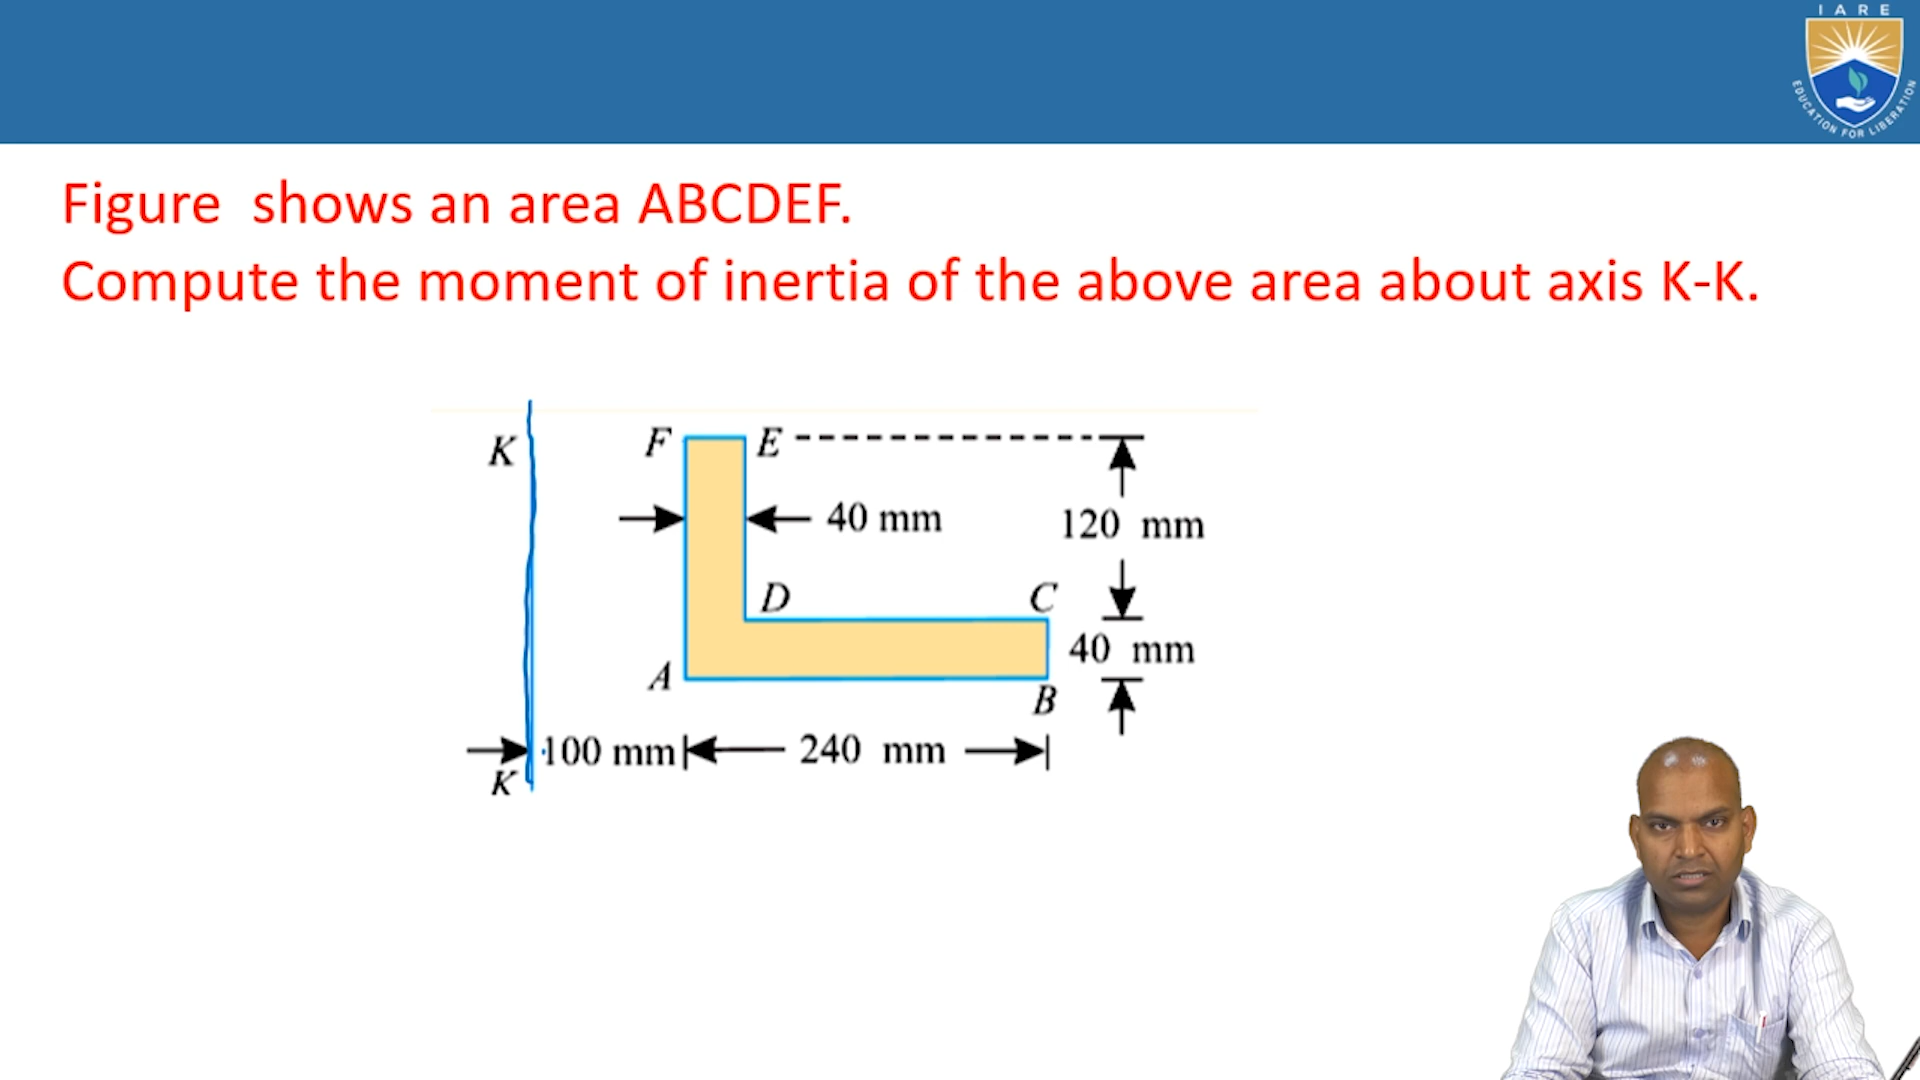 IARE
EDUCATION FOR LIBERATION
Figure shows an area ABCDEF.
Compute the moment of inertia of the above area about axis K-K.
K
F
E
40 mm
120 mm
D
C
40 mm
A
B
100 mm
240 mm
K